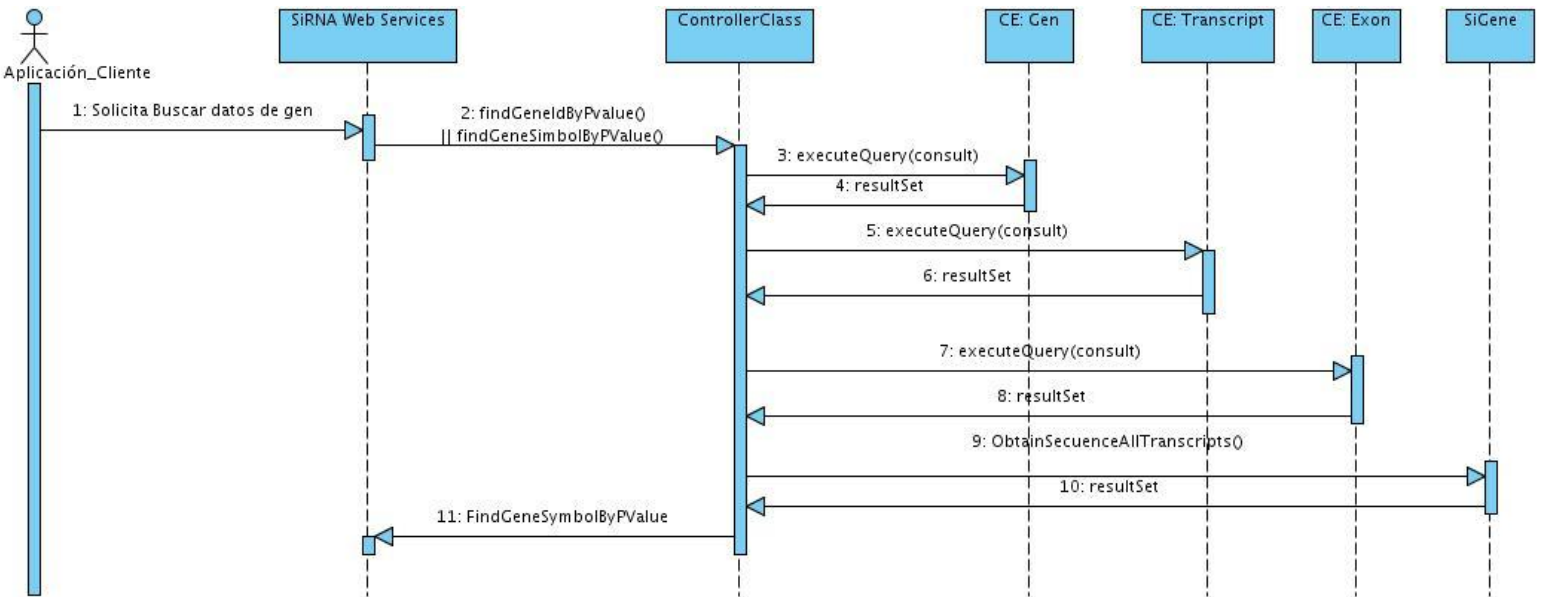 SiRNA Web Services
ControllerClass
CE: Gen
CE: Transcript
CE: Exon
SiGene
Aplicación_Cliente
1: Solicita Buscar datos de gen
2: findGeneIdByPvalue()
|| findGeneSimbolByPValue()
3: executeQuery(consult)
4: resultSet
5: executeQuery(consult)
6: resultSet
7: executeQuery(consult)
8: resultSet
9: ObtainSecuenceAllTranscripts()
10: resultSet
11: FindGeneSymbolByPValue